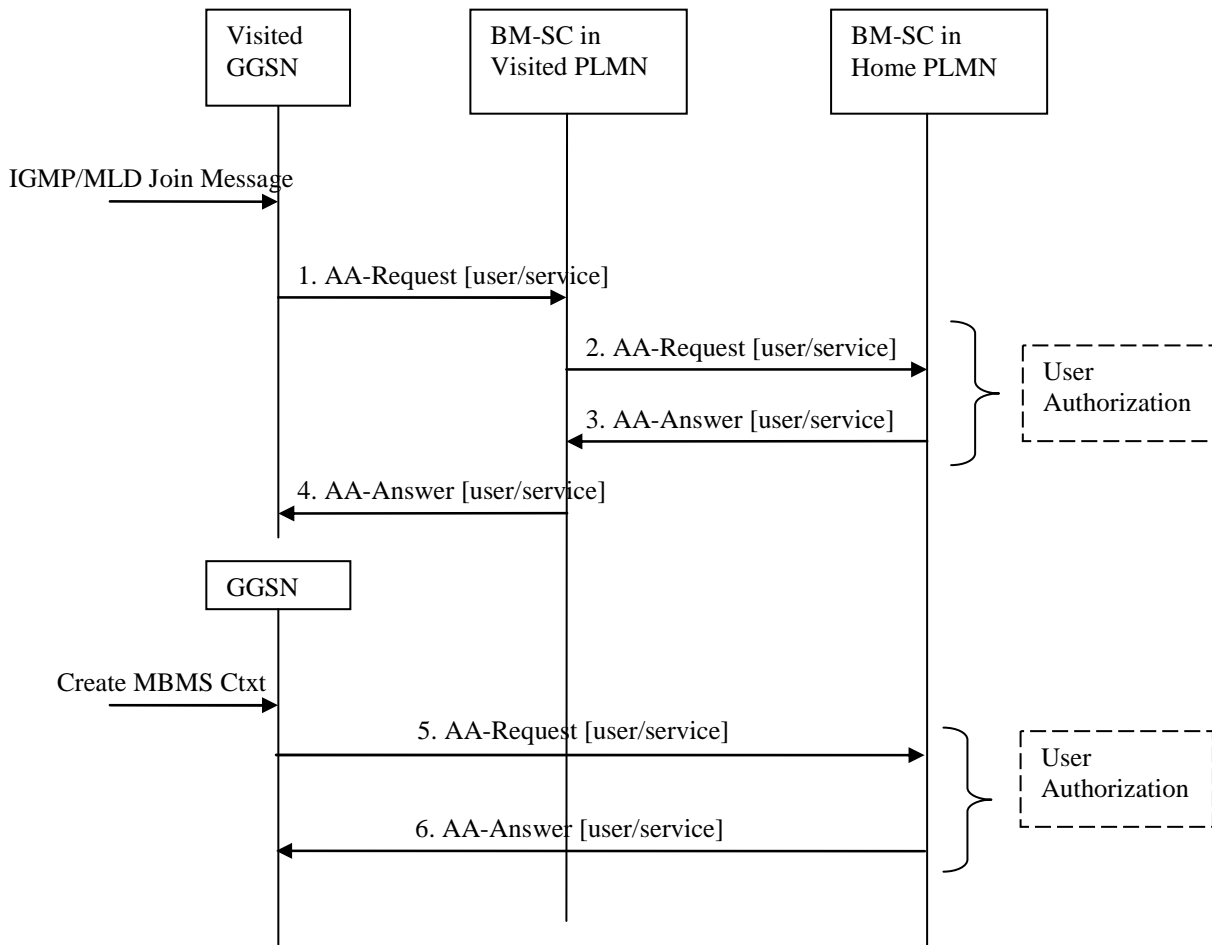 Visited
GGSN
BM-SC in
Visited PLMN
BM-SC in
Home PLMN
IGMP/MLD Join Message
1. AA-Request [user/service]
2. AA-Request [user/service]
User
Authorization
3. AA-Answer [user/service]
4. AA-Answer [user/service]
GGSN
Create MBMS Ctxt
5. AA-Request [user/service]
User
Authorization
6. AA-Answer [user/service]